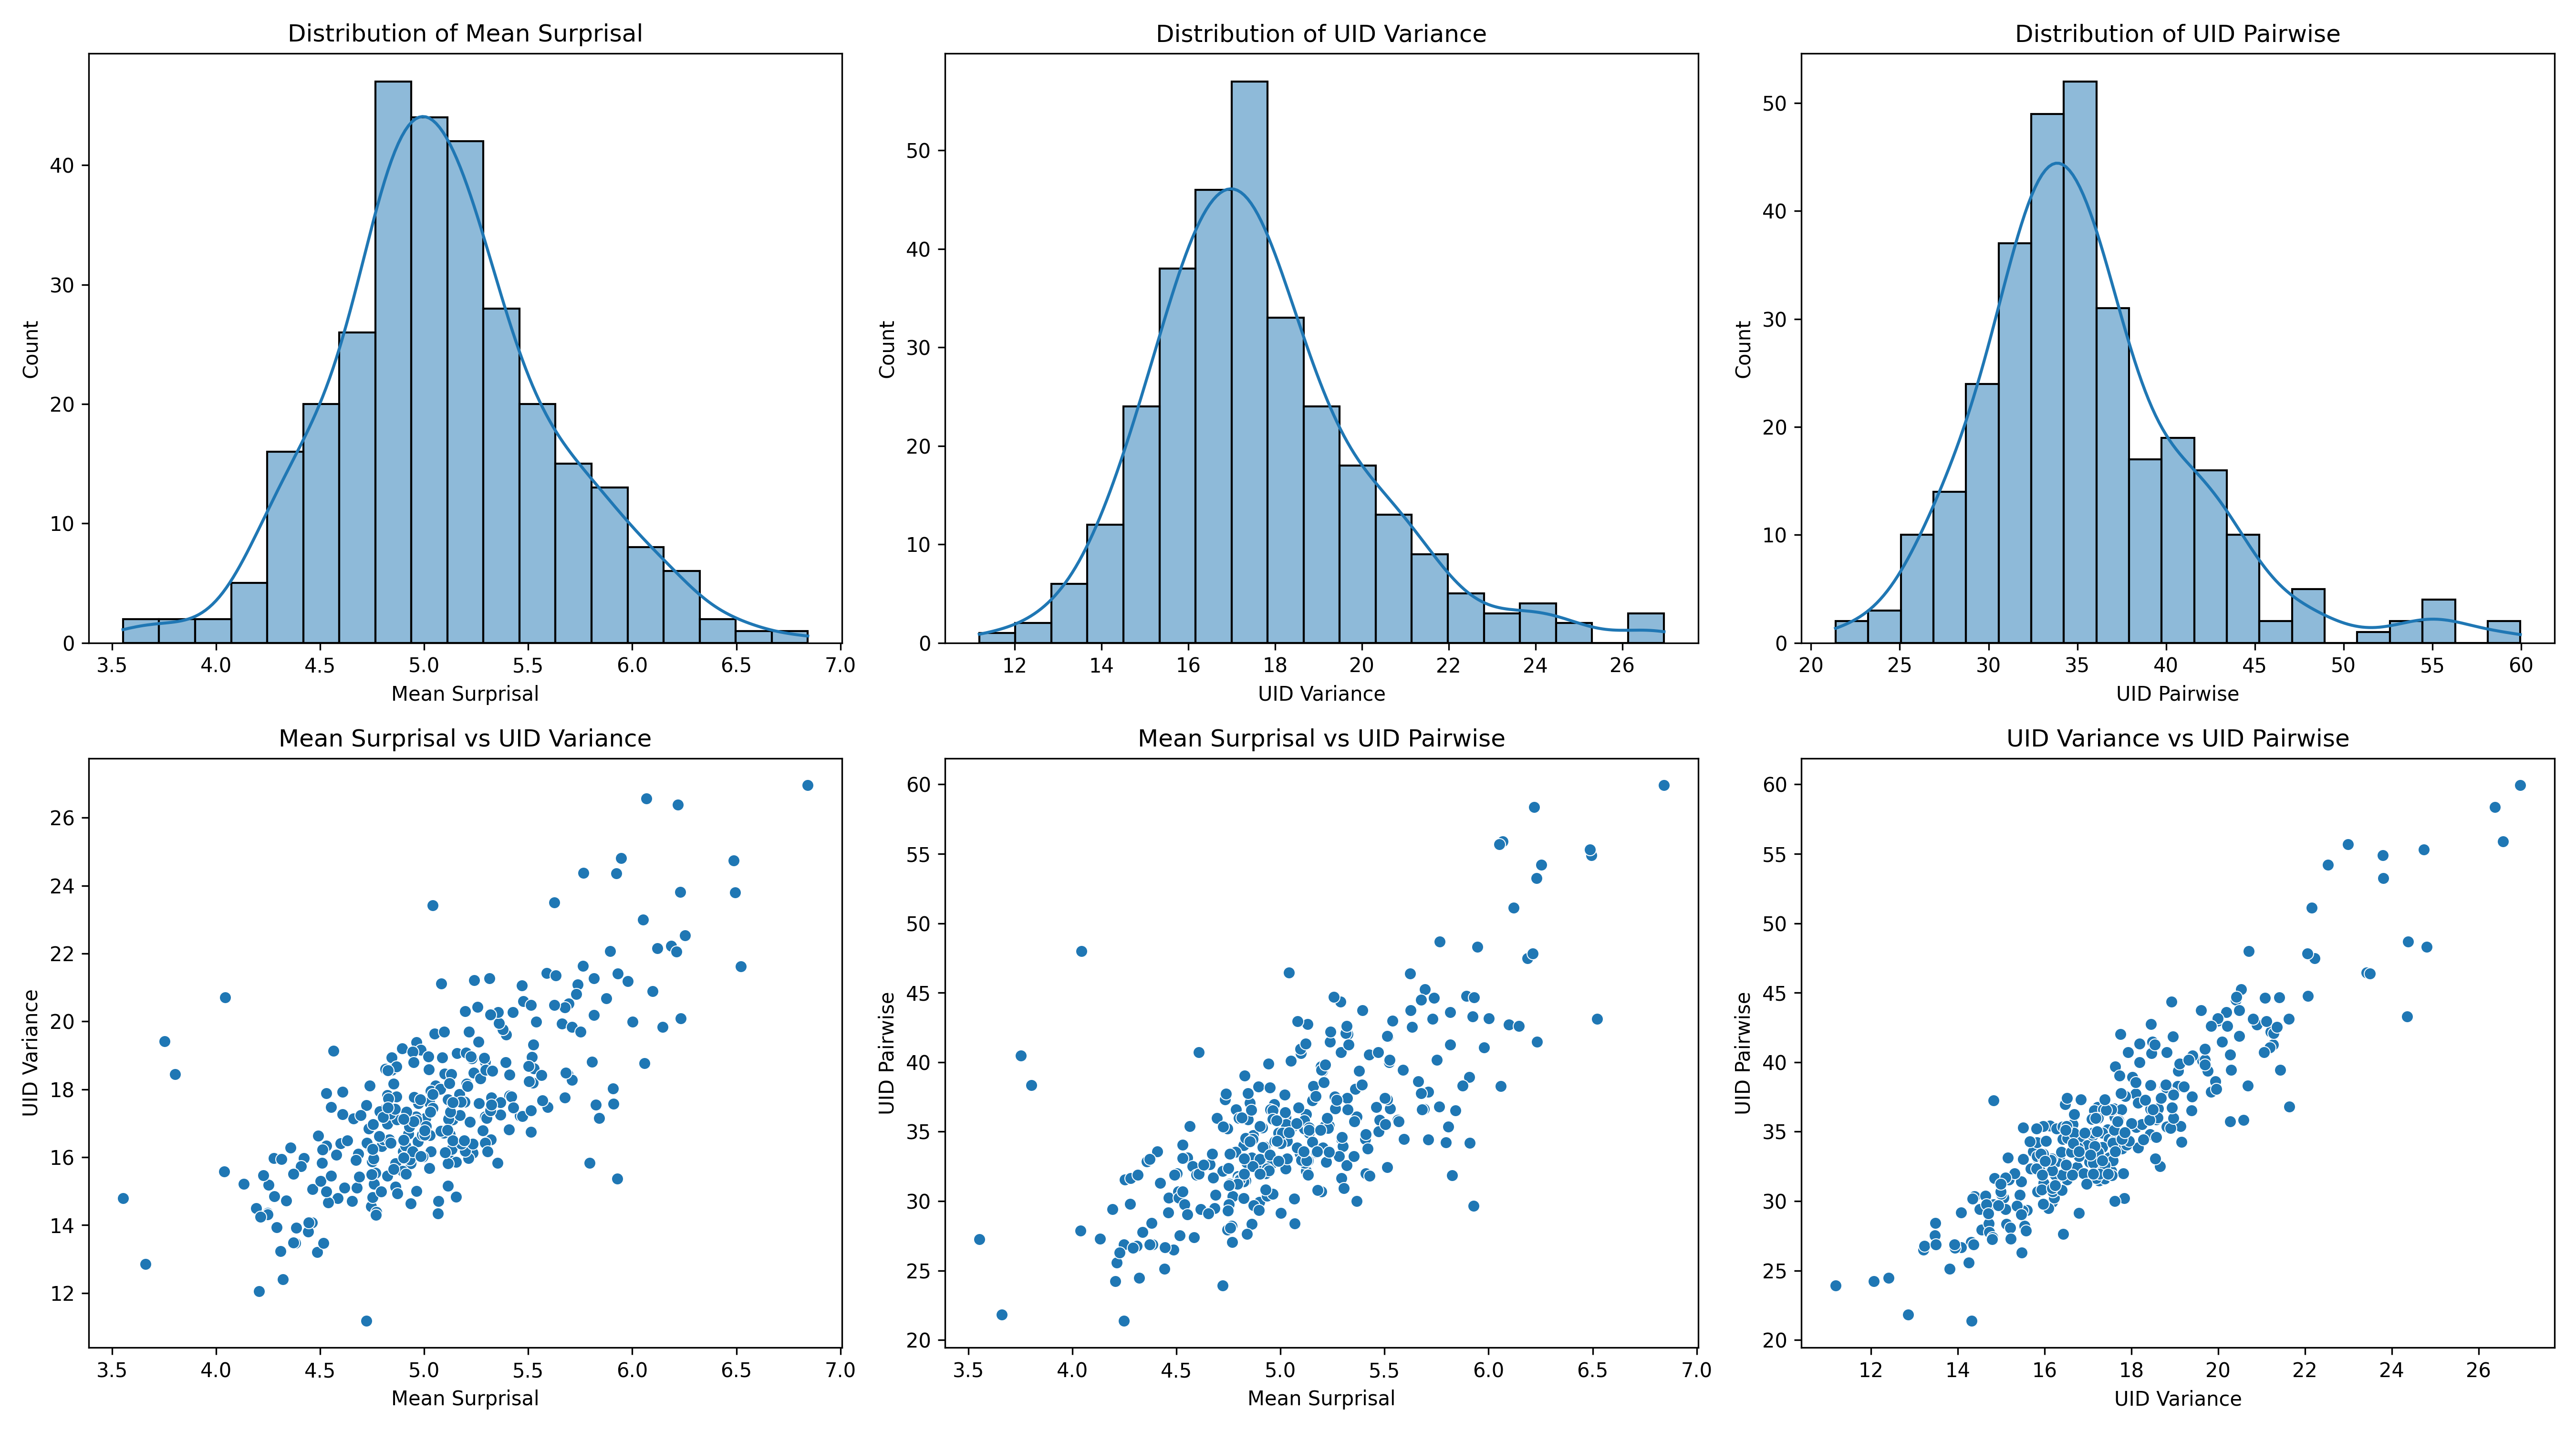 Distribution of Mean Surprisal
Distribution of UID Variance
Distribution of UID Pairwise
Count
0
10
20
30
40
3.5 4.0 4.5 5.0 5.5 6.0 6.5 7.0
Mean Surprisal
Count
0
10
20
30
40
50
12 14 16 18 20 22 24 26
UID Variance
Count
0
10
20
30
40
50
20 25 30 35 40 45 50 55 60
UID Pairwise
Mean Surprisal vs UID Variance
Mean Surprisal vs UID Pairwise
UID Variance vs UID Pairwise
UID Variance
12
14
16
18
20
22
24
26
3.5 4.0 4.5 5.0 5.5 6.0 6.5 7.0
Mean Surprisal
UID Pairwise
20
25
30
35
40
45
50
55
60
3.5 4.0 4.5 5.0 5.5 6.0 6.5 7.0
Mean Surprisal
UID Pairwise
20
25
30
35
40
45
50
55
60
12 14 16 18 20 22 24 26
UID Variance